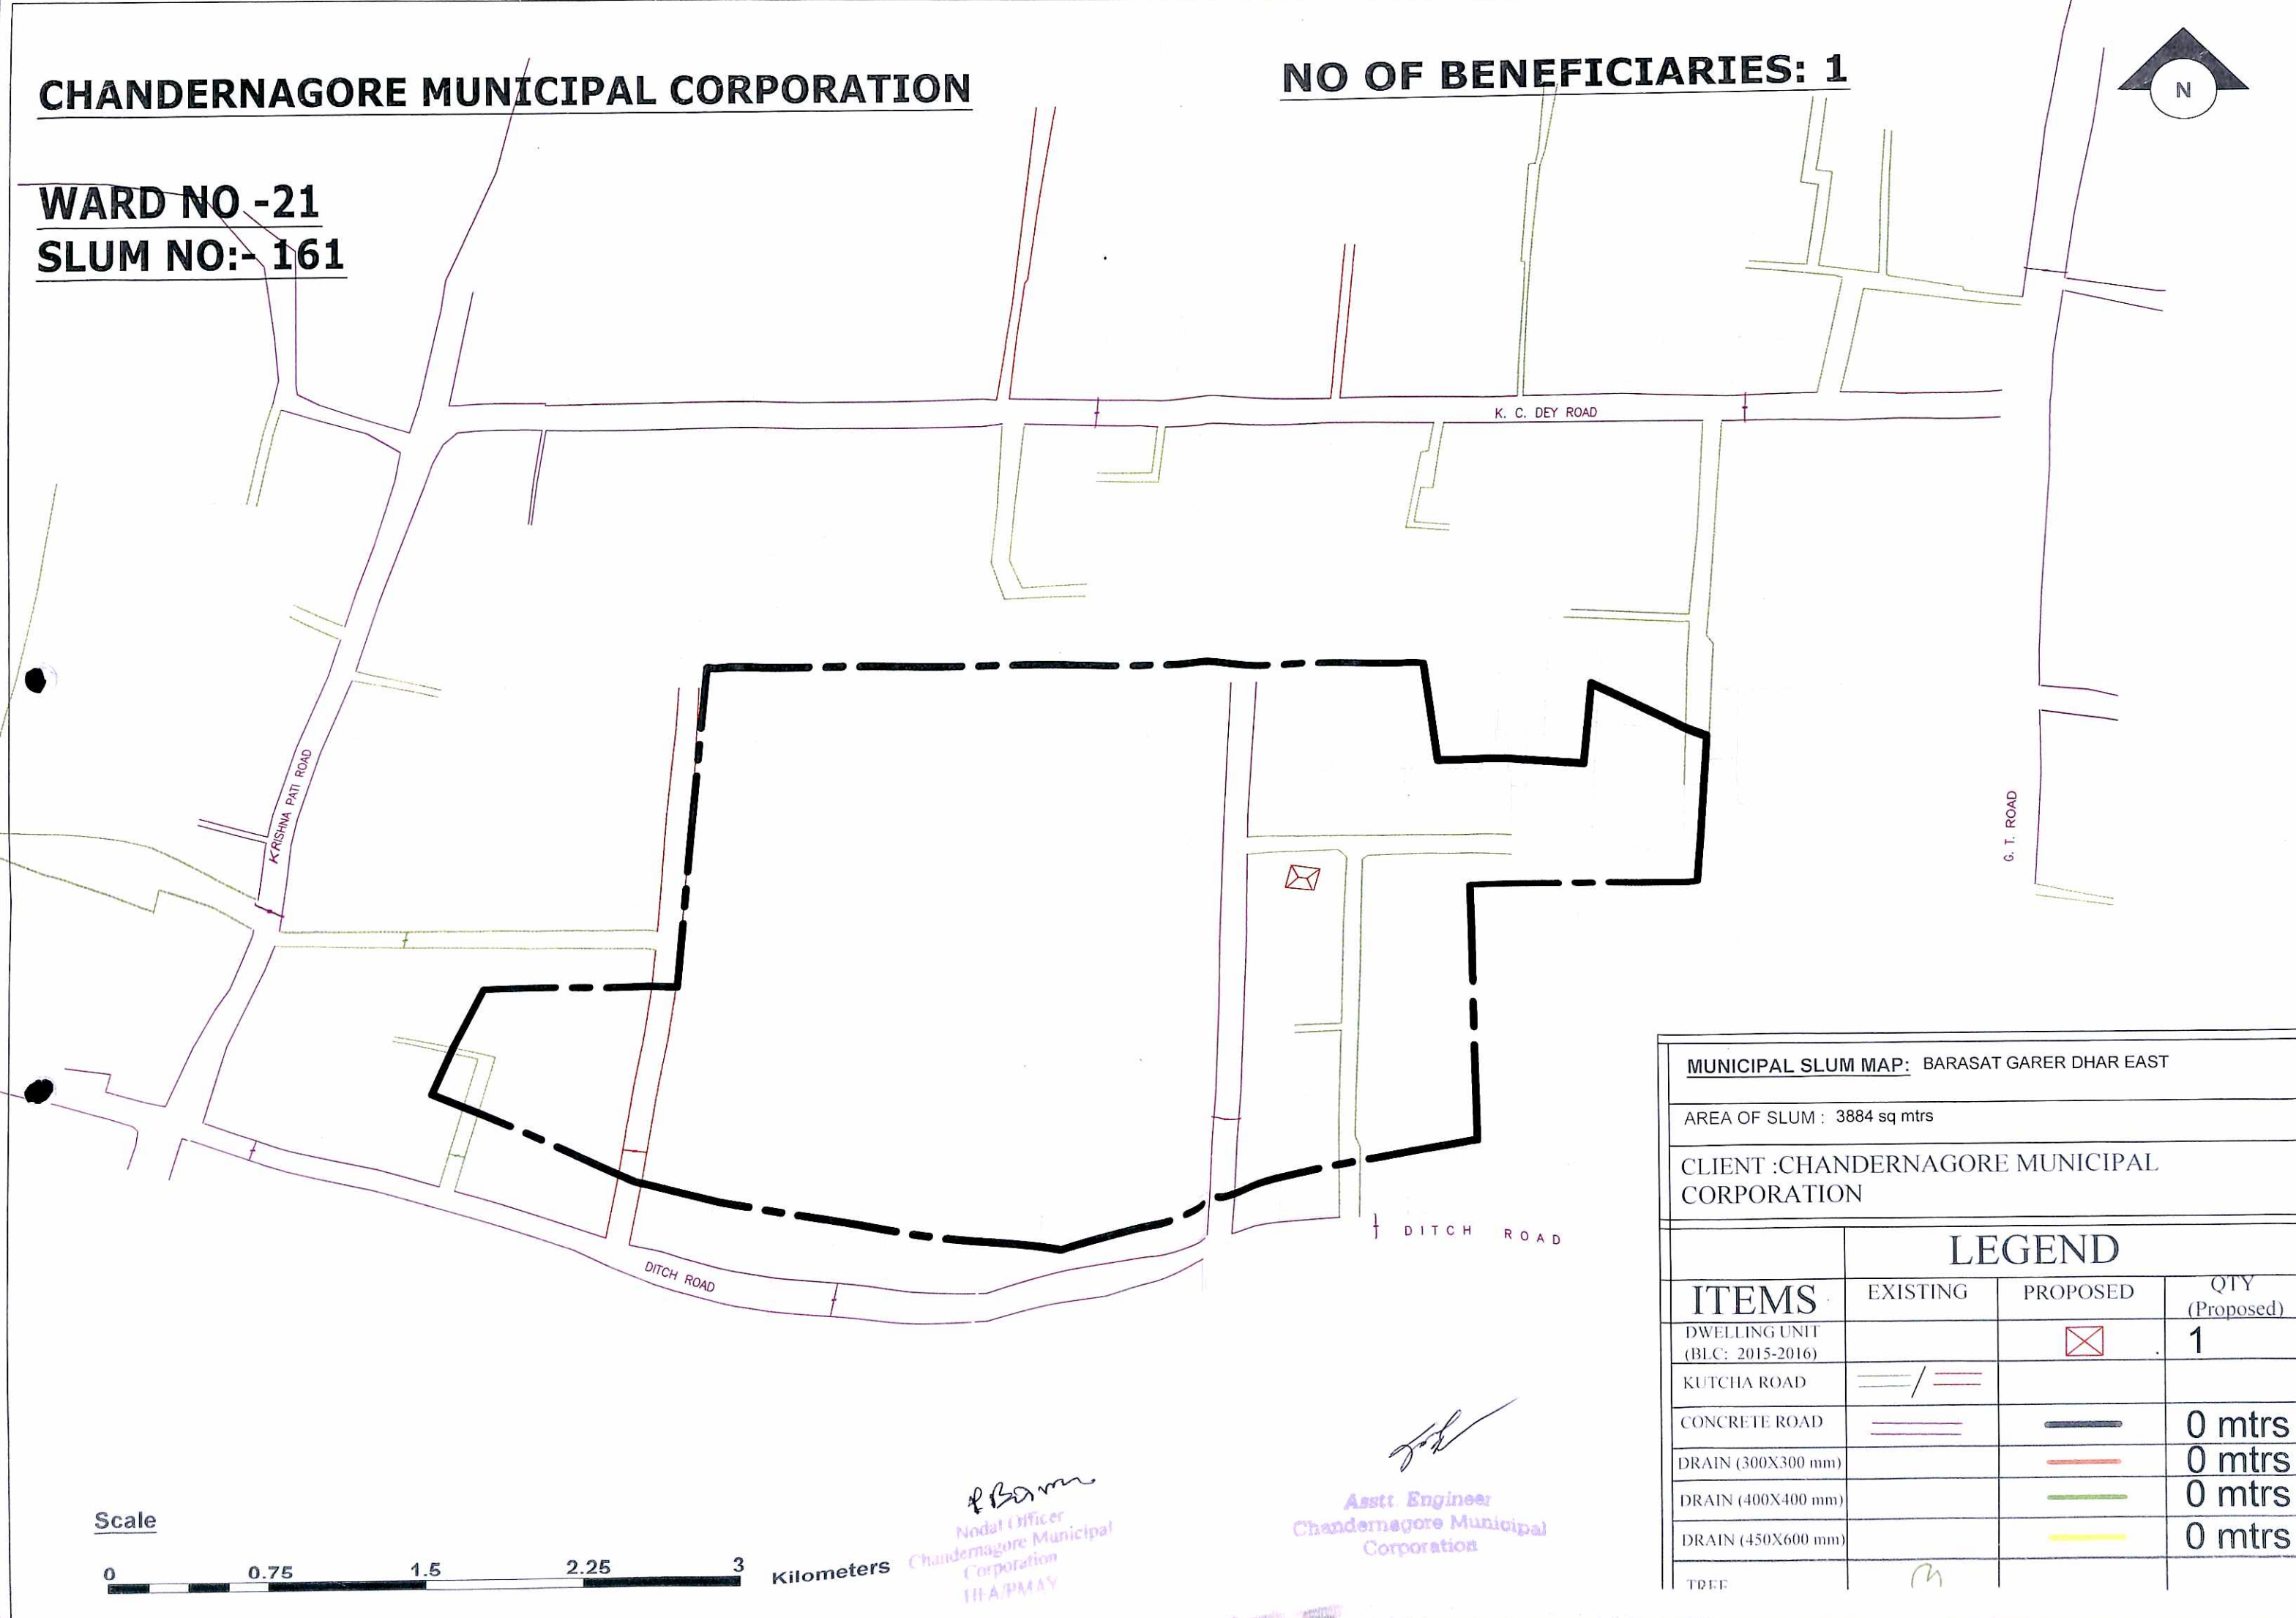 CHANDERNAGORE MUNICIPAL CORPORATION
NO OF BENEFICIARIES: 1
N
WARD NO -21
SLUM NO:- 161
K. C. DEY ROAD
KRISHNA PATI ROAD
G. T. ROAD
DITCH ROAD
DITCH ROAD
MUNICIPAL SLUM MAP: BARASAT GARER DHAR EAST
AREA OF SLUM : 3884 sq mtrs
CLIENT :CHANDERNAGORE MUNICIPAL
CORPORATION
LEGEND
ITEMS EXISTING PROPOSED QTY
(Proposed)
DWELLING UNIT
(BLC: 2015-2016) 1
KUTCHA ROAD
CONCRETE ROAD 0 mtrs
DRAIN (300X300 mm) 0 mtrs
DRAIN (400X400 mm) 0 mtrs
DRAIN (450X600 mm) 0 mtrs
TREE
Scale
0 0.75 1.5 2.25 3 Kilometers
Nodal Officer
Chandernagore Municipal
Corporation
HFA/PMAY
Asstt. Engineer
Chandernagore Municipal
Corporation